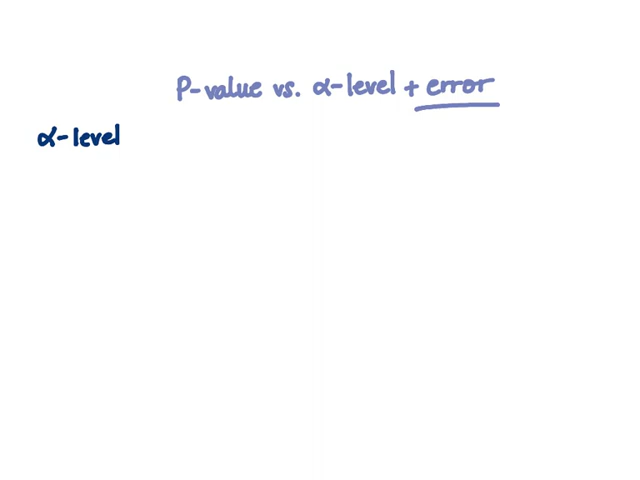 P-value vs. α-level + error
α-level